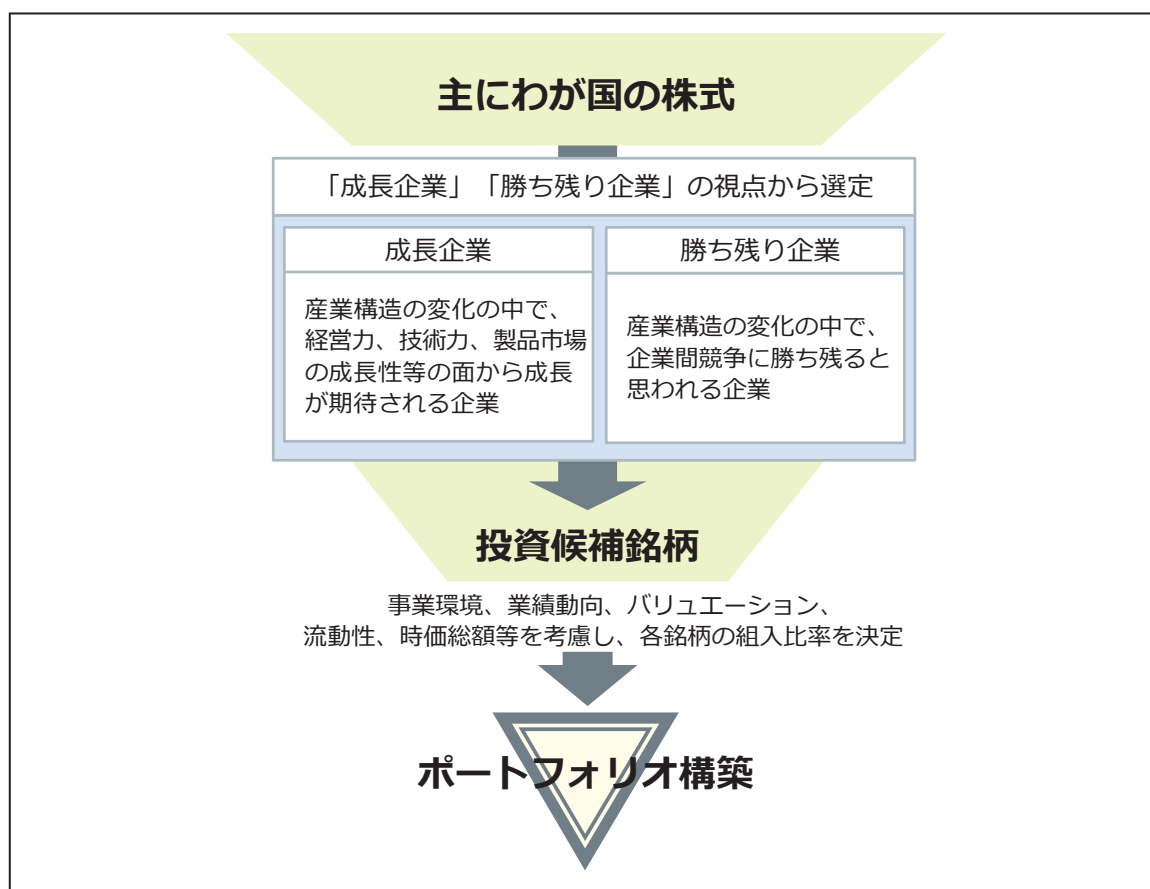 主にわが国の株式
「成長企業」「勝ち残り企業」の視点から選定
成長企業
産業構造の変化の中で、
経営力、技術力、製品市場
の成長性等の面から成長
が期待される企業
勝ち残り企業
産業構造の変化の中で、
企業間競争に勝ち残ると
思われる企業
投資候補銘柄
事業環境、業績動向、バリュエーション、
流動性、時価総額等を考慮し、各銘柄の組入比率を決定
ポートフォリオ構築